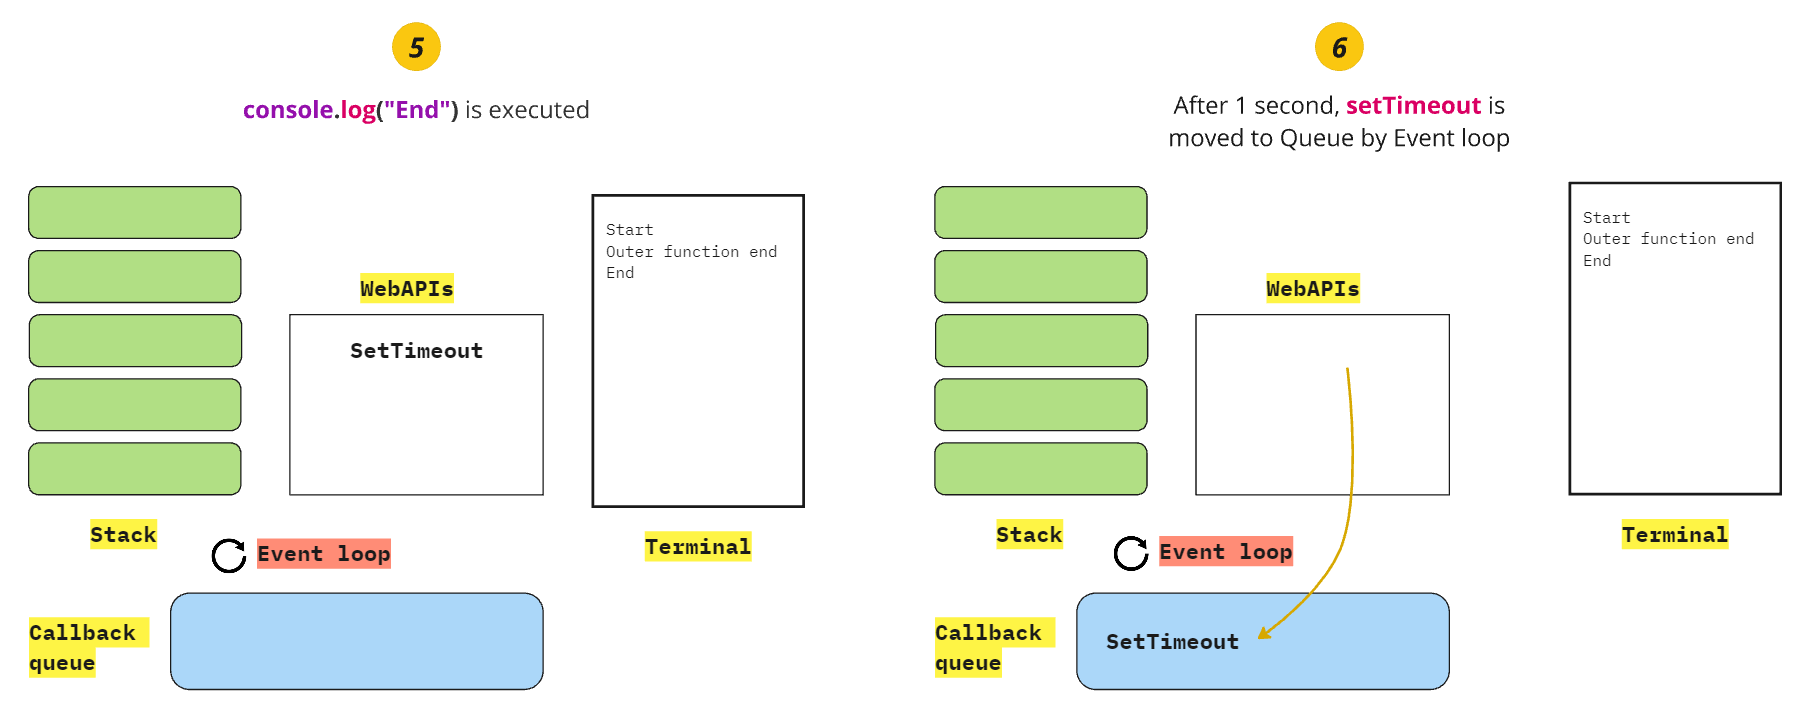 5
console.log("End") is executed
Start
Outer function end
End
WebAPIs
SetTimeout
Stack
Event loop
Terminal
Callback
queue
6
After 1 second, setTimeout is
moved to Queue by Event loop
Start
Outer function end
End
WebAPIs
Stack
Event loop
Terminal
Callback
queue
SetTimeout